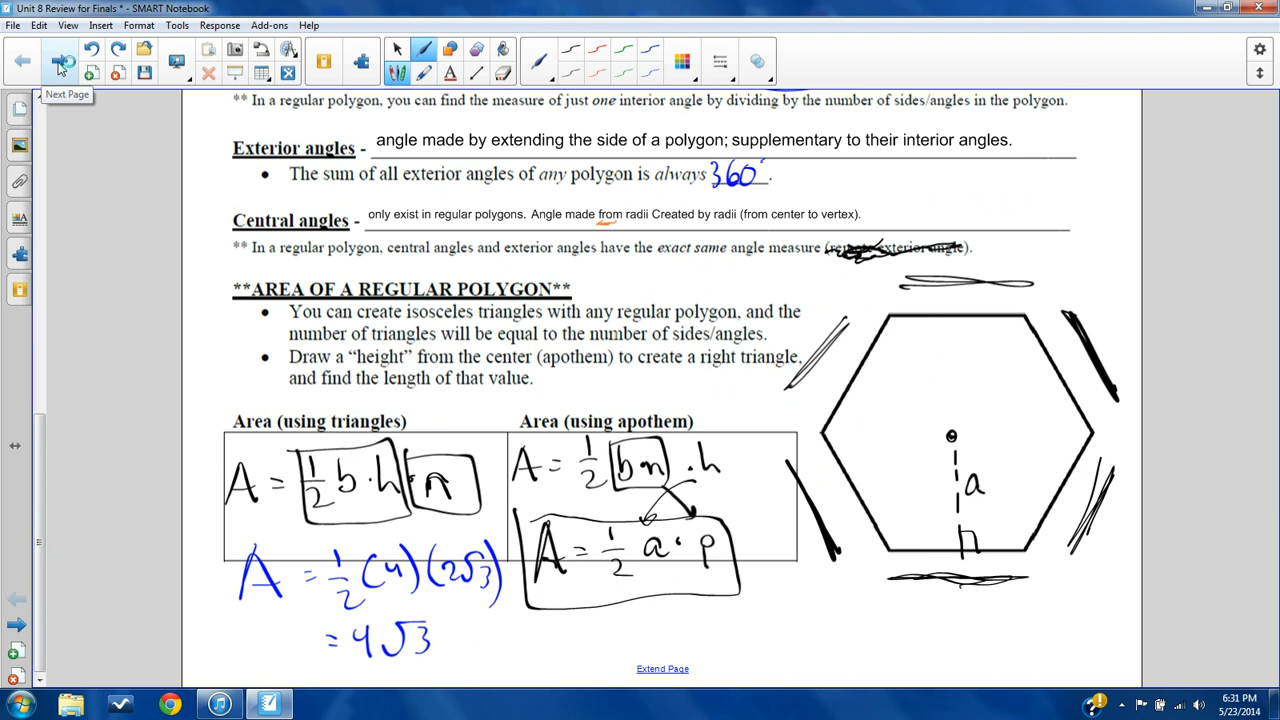 Unit 8 Review for Finals * - SMART Notebook
File Edit View Insert Format Tools Response Add-ons Help
Next Page
** In a regular polygon, you can find the measure of just one interior angle by dividing by the number of sides/angles in the polygon.
Exterior angles - angle made by extending the side of a polygon; supplementary to their interior angles.
• The sum of all exterior angles of any polygon is always 360°.
Central angles - only exist in regular polygons. Angle made from radii Created by radii (from center to vertex).
** In a regular polygon, central angles and exterior angles have the exact same angle measure (remote exterior angle).
**AREA OF A REGULAR POLYGON**
• You can create isosceles triangles with any regular polygon, and the
number of triangles will be equal to the number of sides/angles.
• Draw a “height” from the center (apothem) to create a right triangle,
and find the length of that value.
Area (using triangles) Area (using apothem)
A = 1/2 b · h · n
A = 1/2 b·n · h
A = 1/2 a · p
A = 1/2 (4)(2√3)
= 4√3
a
Extend Page
6:31 PM
5/23/2014